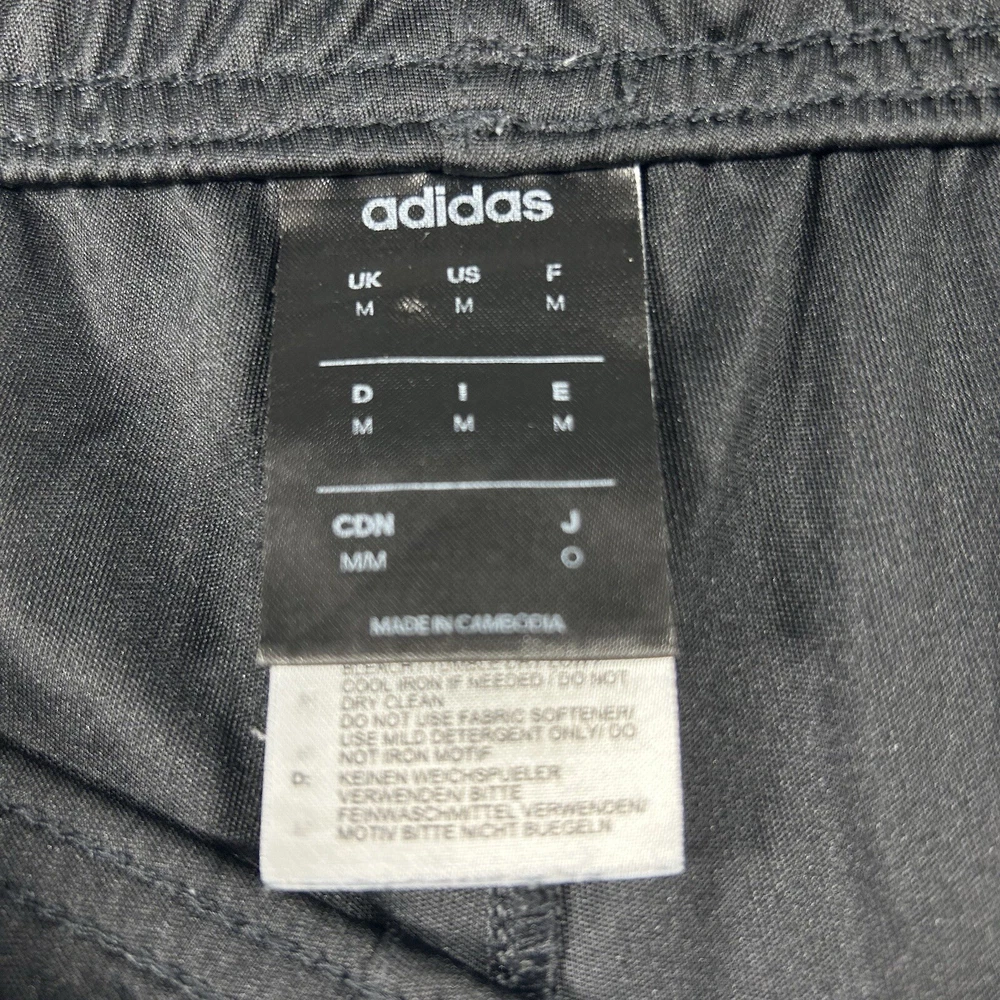 adidas
UK US F
M M M
D I E
M M M
CDN J
M/M O
MADE IN CAMBODIA
COOL IRON IF NEEDED / DO NOT
DRY CLEAN
DO NOT USE FABRIC SOFTENER/
USE MILD DETERGENT ONLY/ DO
NOT IRON MOTIF
D: KEINEN WEICHSPUELER
VERWENDEN/ BITTE
FEINWASCHMITTEL VERWENDEN/
MOTIV BITTE NICHT BUEGELN